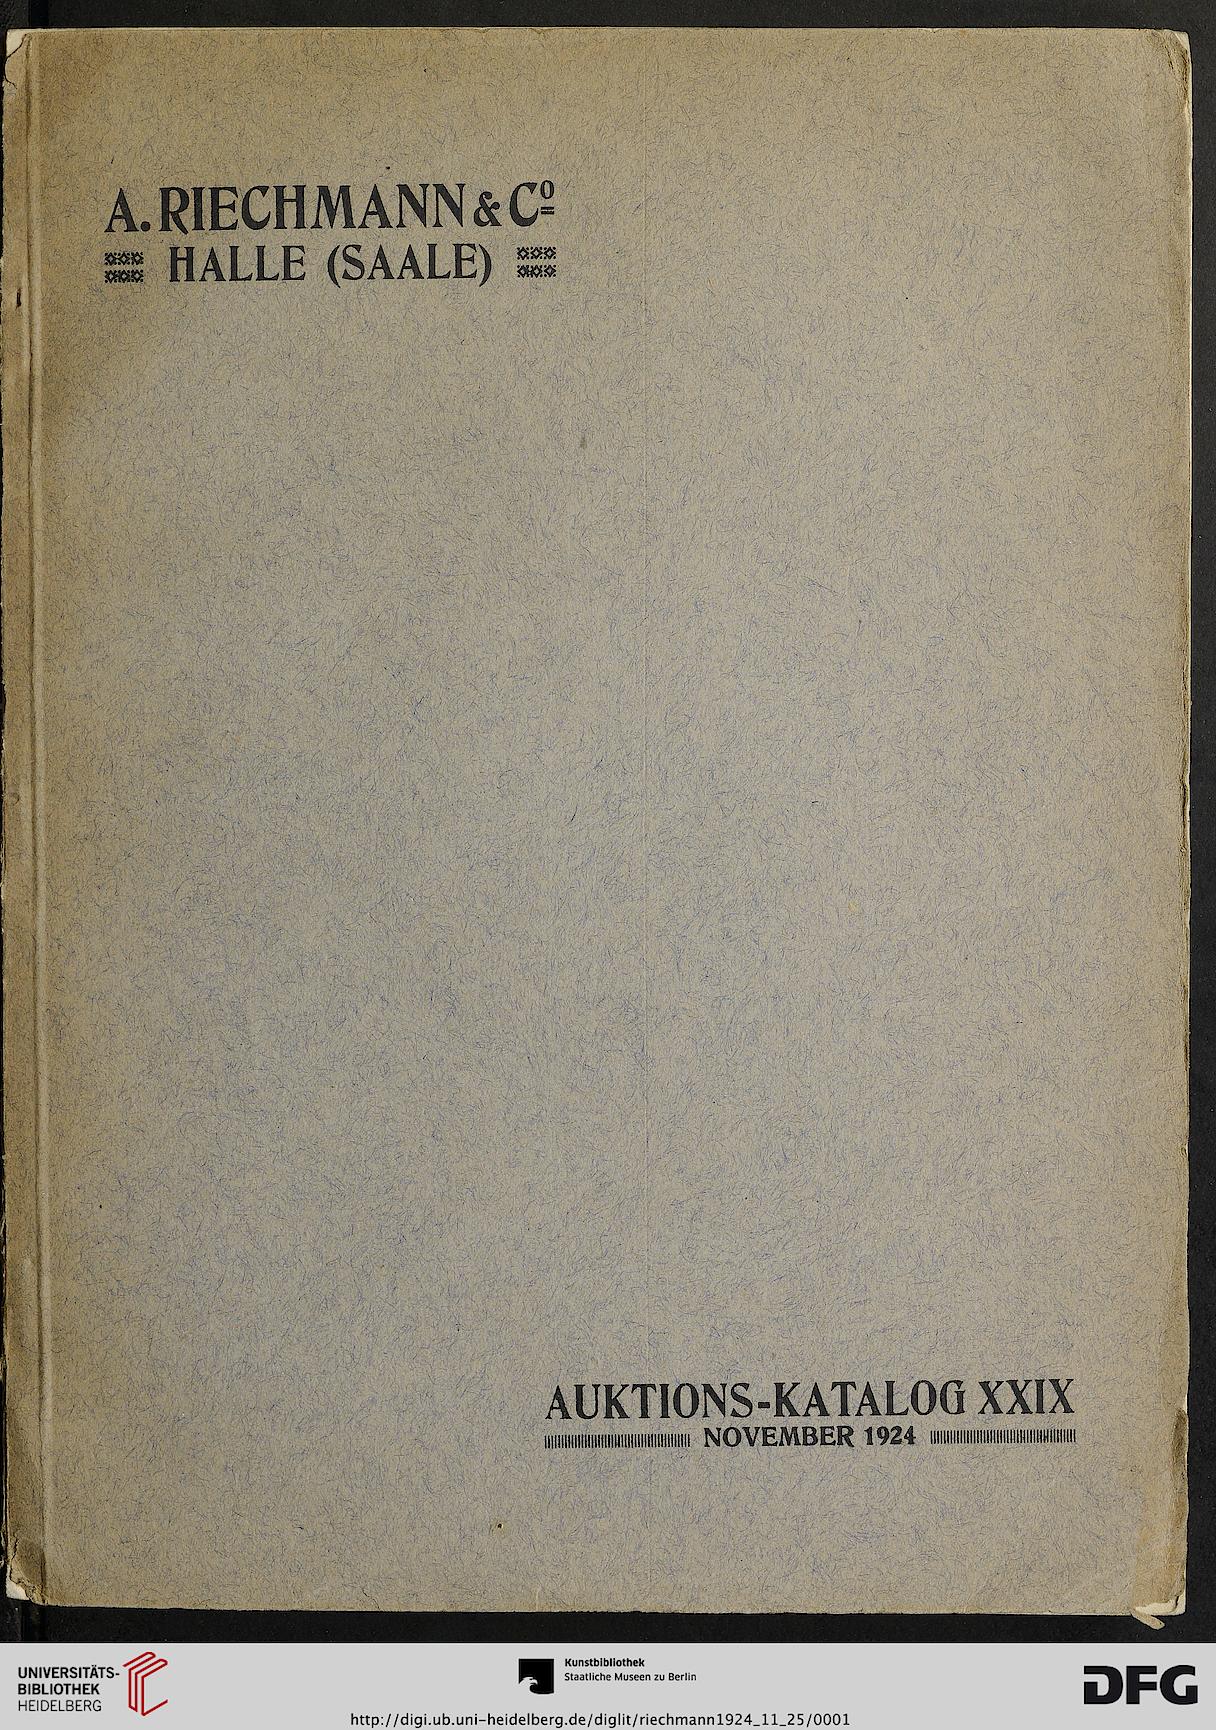 A. RIECHMANN & Cº
HALLE (SAALE)
AUKTIONS-KATALOG XXIX
NOVEMBER 1924
UNIVERSITÄTS-
BIBLIOTHEK
HEIDELBERG
Kunstbibliothek
Staatliche Museen zu Berlin
http://digi.ub.uni-heidelberg.de/diglit/riechmann1924_11_25/0001
DFG